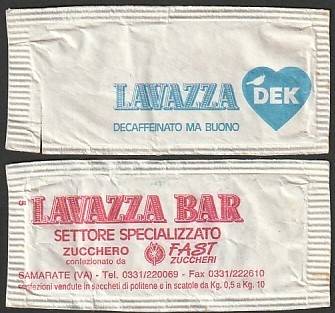 LAVAZZA DEK
DECAFFEINATO MA BUONO
5
LAVAZZA BAR
SETTORE SPECIALIZZATO
ZUCCHERO FAST
confezionato da ZUCCHERI
SAMARATE (VA) - Tel. 0331/220069 - Fax 0331/222610
confezioni vendute in sacchetti di politene e in scatole da Kg. 0,5 a Kg. 10